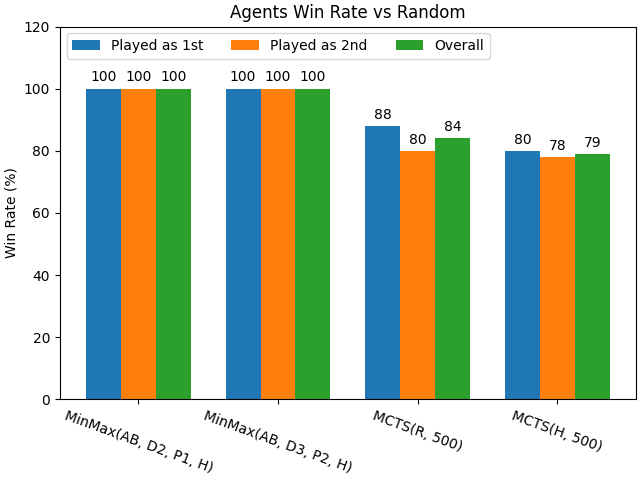 Agents Win Rate vs Random
Played as 1st Played as 2nd Overall
Win Rate (%)
120
100
80
60
40
20
0
100 100 100 100 100 100 88 80 84 80 78 79
MinMax(AB, D2, P1, H)
MinMax(AB, D3, P2, H)
MCTS(R, 500)
MCTS(H, 500)